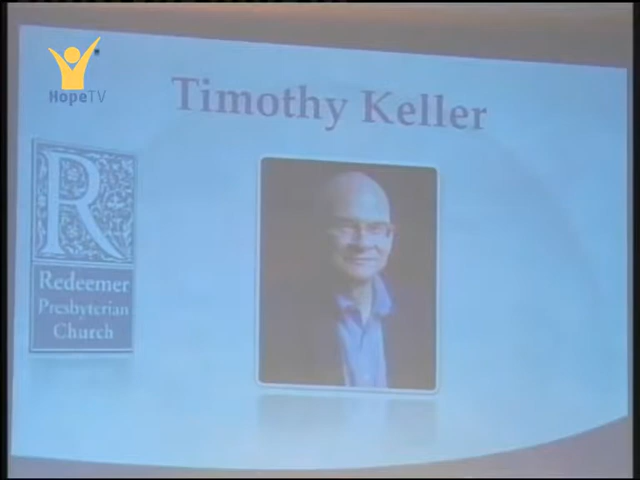 HopeTV
Timothy Keller
R
Redeemer
Presbyterian
Church